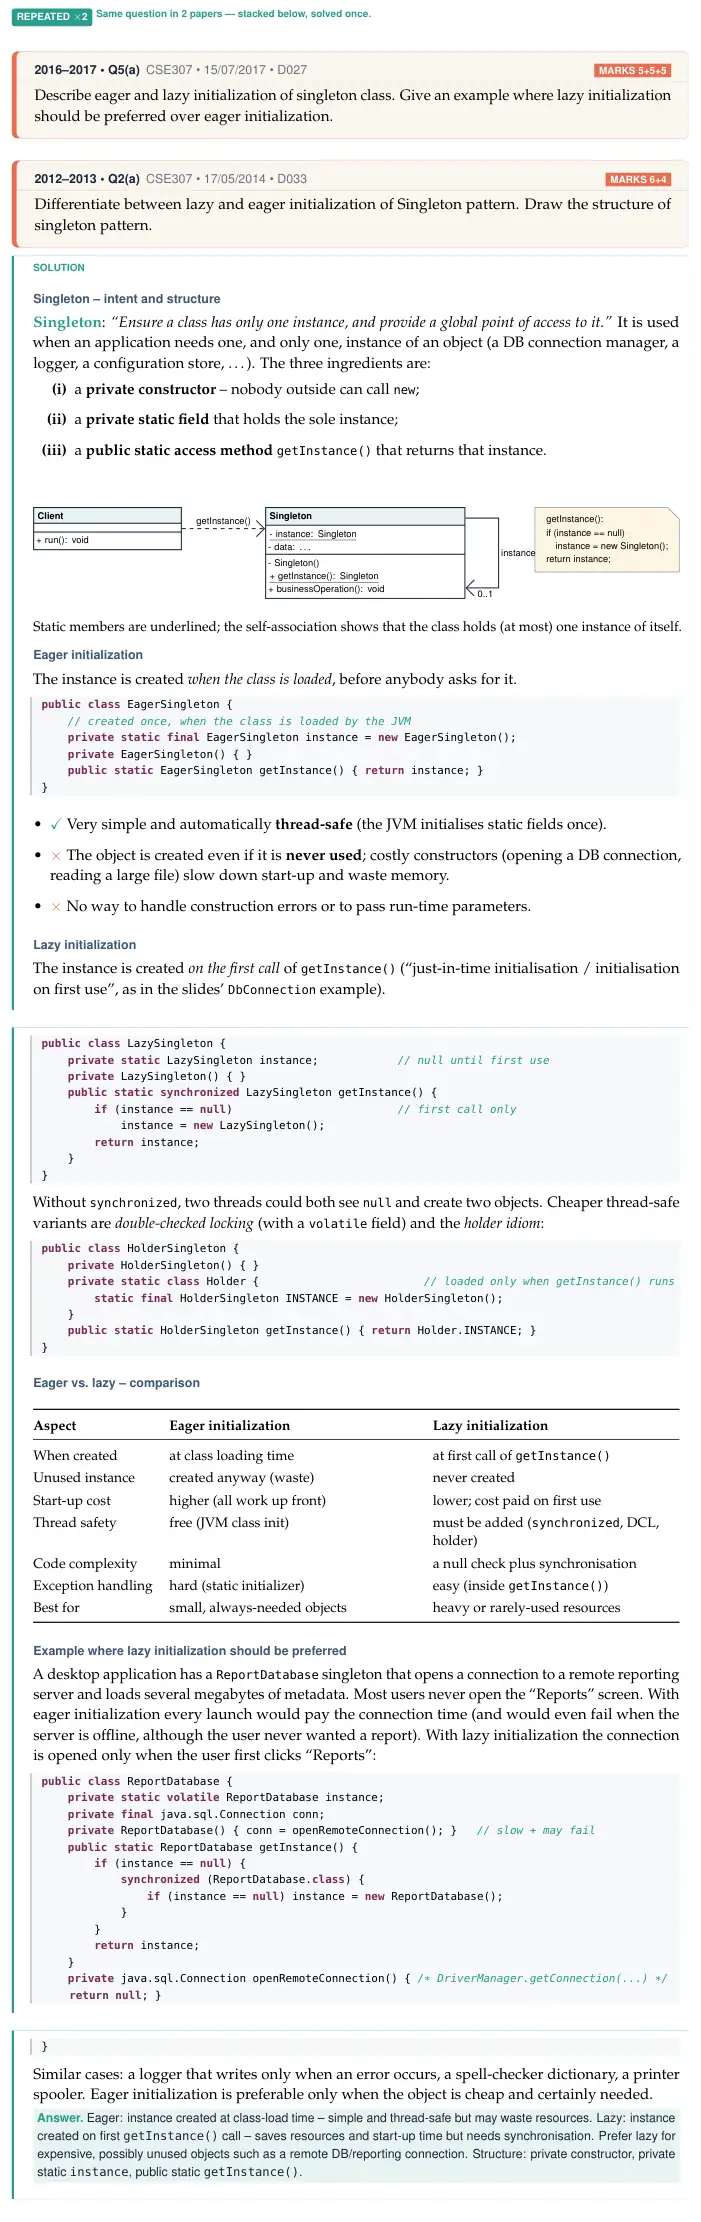 REPEATED ×2 Same question in 2 papers — stacked below, solved once.
2016–2017 • Q5(a) CSE307 • 15/07/2017 • D027 MARKS 5+5+5
Describe eager and lazy initialization of singleton class. Give an example where lazy initialization
should be preferred over eager initialization.
2012–2013 • Q2(a) CSE307 • 17/05/2014 • D033 MARKS 6+4
Differentiate between lazy and eager initialization of Singleton pattern. Draw the structure of
singleton pattern.
SOLUTION
Singleton – intent and structure
Singleton: “Ensure a class has only one instance, and provide a global point of access to it.” It is used
when an application needs one, and only one, instance of an object (a DB connection manager, a
logger, a configuration store, ...). The three ingredients are:
(i) a private constructor – nobody outside can call new;
(ii) a private static field that holds the sole instance;
(iii) a public static access method getInstance() that returns that instance.
Client
+ run(): void
getInstance()
Singleton
- instance: Singleton
- data: ...
- Singleton()
+ getInstance(): Singleton
+ businessOperation(): void
instance
0..1
getInstance():
if (instance == null)
instance = new Singleton();
return instance;
Static members are underlined; the self-association shows that the class holds (at most) one instance of itself.
Eager initialization
The instance is created when the class is loaded, before anybody asks for it.
public class EagerSingleton {
// created once, when the class is loaded by the JVM
private static final EagerSingleton instance = new EagerSingleton();
private EagerSingleton() { }
public static EagerSingleton getInstance() { return instance; }
}
• ✓ Very simple and automatically thread-safe (the JVM initialises static fields once).
• × The object is created even if it is never used; costly constructors (opening a DB connection,
reading a large file) slow down start-up and waste memory.
• × No way to handle construction errors or to pass run-time parameters.
Lazy initialization
The instance is created on the first call of getInstance() (“just-in-time initialisation / initialisation
on first use”, as in the slides’ DbConnection example).
public class LazySingleton {
private static LazySingleton instance; // null until first use
private LazySingleton() { }
public static synchronized LazySingleton getInstance() {
if (instance == null) // first call only
instance = new LazySingleton();
return instance;
}
}
Without synchronized, two threads could both see null and create two objects. Cheaper thread-safe
variants are double-checked locking (with a volatile field) and the holder idiom:
public class HolderSingleton {
private HolderSingleton() { }
private static class Holder { // loaded only when getInstance() runs
static final HolderSingleton INSTANCE = new HolderSingleton();
}
public static HolderSingleton getInstance() { return Holder.INSTANCE; }
}
Eager vs. lazy – comparison
Aspect Eager initialization Lazy initialization
When created at class loading time at first call of getInstance()
Unused instance created anyway (waste) never created
Start-up cost higher (all work up front) lower; cost paid on first use
Thread safety free (JVM class init) must be added (synchronized, DCL,
holder)
Code complexity minimal a null check plus synchronisation
Exception handling hard (static initializer) easy (inside getInstance())
Best for small, always-needed objects heavy or rarely-used resources
Example where lazy initialization should be preferred
A desktop application has a ReportDatabase singleton that opens a connection to a remote reporting
server and loads several megabytes of metadata. Most users never open the “Reports” screen. With
eager initialization every launch would pay the connection time (and would even fail when the
server is offline, although the user never wanted a report). With lazy initialization the connection
is opened only when the user first clicks “Reports”:
public class ReportDatabase {
private static volatile ReportDatabase instance;
private final java.sql.Connection conn;
private ReportDatabase() { conn = openRemoteConnection(); } // slow + may fail
public static ReportDatabase getInstance() {
if (instance == null) {
synchronized (ReportDatabase.class) {
if (instance == null) instance = new ReportDatabase();
}
}
return instance;
}
private java.sql.Connection openRemoteConnection() { /* DriverManager.getConnection(...) */
return null; }
}
Similar cases: a logger that writes only when an error occurs, a spell-checker dictionary, a printer
spooler. Eager initialization is preferable only when the object is cheap and certainly needed.
Answer. Eager: instance created at class-load time – simple and thread-safe but may waste resources. Lazy: instance
created on first getInstance() call – saves resources and start-up time but needs synchronisation. Prefer lazy for
expensive, possibly unused objects such as a remote DB/reporting connection. Structure: private constructor, private
static instance, public static getInstance().